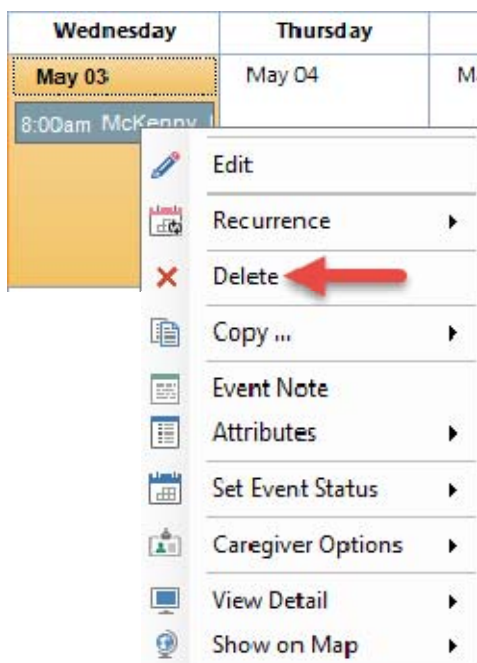 Wednesday Thursday
May 03 May 04
8:00am McKenny
Edit
Recurrence
Delete
Copy ...
Event Note
Attributes
Set Event Status
Caregiver Options
View Detail
Show on Map